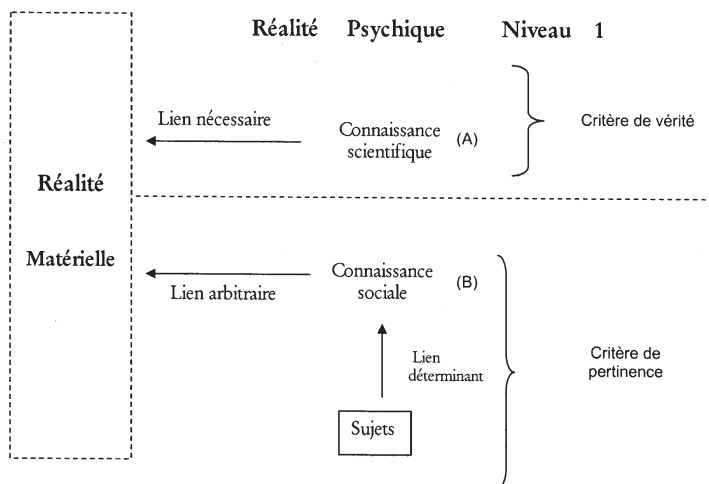 Réalité Psychique Niveau 1
Lien nécessaire
Connaissance
scientifique (A)
Critère de vérité
Réalité
Matérielle
Lien arbitraire
Connaissance
sociale (B)
Lien
déterminant
Critère de
pertinence
Sujets